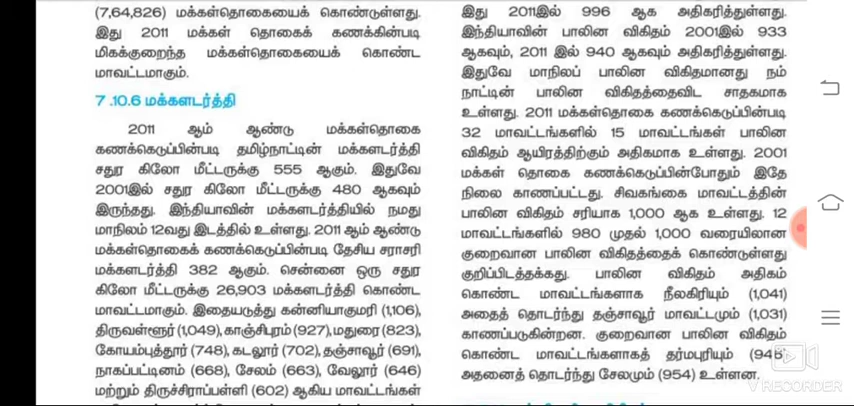 (7,64,826) மக்கள்தொகையைக் கொண்டுள்ளது.
இது 2011 மக்கள் தொகைக் கணக்கின்படி
மிகக்குறைந்த மக்கள்தொகையைக் கொண்ட
மாவட்டமாகும்.
7 .10.6 மக்களடர்த்தி
2011 ஆம் ஆண்டு மக்கள்தொகை
கணக்கெடுப்பின்படி தமிழ்நாட்டின் மக்களடர்த்தி
சதுர கிலோ மீட்டருக்கு 555 ஆகும். இதுவே
2001இல் சதுர கிலோ மீட்டருக்கு 480 ஆகவும்
இருந்தது. இந்தியாவின் மக்களடர்த்தியில் நமது
மாநிலம் 12வது இடத்தில் உள்ளது. 2011 ஆம் ஆண்டு
மக்கள்தொகைக் கணக்கெடுப்பின்படி தேசிய சராசரி
மக்களடர்த்தி 382 ஆகும். சென்னை ஒரு சதுர
கிலோ மீட்டருக்கு 26,903 மக்களடர்த்தி கொண்ட
மாவட்டமாகும். இதையடுத்து கன்னியாகுமரி (1,106),
திருவள்ளூர் (1,049), காஞ்சிபுரம் (927), மதுரை (823),
கோயம்புத்தூர் (748), கடலூர் (702), தஞ்சாவூர் (691),
நாகப்பட்டினம் (668), சேலம் (663), வேலூர் (646)
மற்றும் திருச்சிராப்பள்ளி (602) ஆகிய மாவட்டங்கள்
இது 2011இல் 996 ஆக அதிகரித்துள்ளது.
இந்தியாவின் பாலின விகிதம் 2001இல் 933
ஆகவும், 2011 இல் 940 ஆகவும் அதிகரித்துள்ளது.
இதுவே மாநிலப் பாலின விகிதமானது நம்
நாட்டின் பாலின விகிதத்தைவிட சாதகமாக
உள்ளது. 2011 மக்கள்தொகை கணக்கெடுப்பின்படி
32 மாவட்டங்களில் 15 மாவட்டங்கள் பாலின
விகிதம் ஆயிரத்திற்கும் அதிகமாக உள்ளது. 2001
மக்கள் தொகை கணக்கெடுப்பின்போதும் இதே
நிலை காணப்பட்டது. சிவகங்கை மாவட்டத்தின்
பாலின விகிதம் சரியாக 1,000 ஆக உள்ளது. 12
மாவட்டங்களில் 980 முதல் 1,000 வரையிலான
குறைவான பாலின விகிதத்தைக் கொண்டுள்ளது
குறிப்பிடத்தக்கது. பாலின விகிதம் அதிகம்
கொண்ட மாவட்டங்களாக நீலகிரியும் (1,041)
அதைத் தொடர்ந்து தஞ்சாவூர் மாவட்டமும் (1,031)
காணப்படுகின்றன. குறைவான பாலின விகிதம்
கொண்ட மாவட்டங்களாகத் தர்மபுரியும் (946)
அதனைத் தொடர்ந்து சேலமும் (954) உள்ளன.
V RECORDER